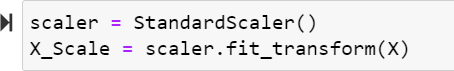 scaler = StandardScaler()
X_Scale = scaler.fit_transform(X)